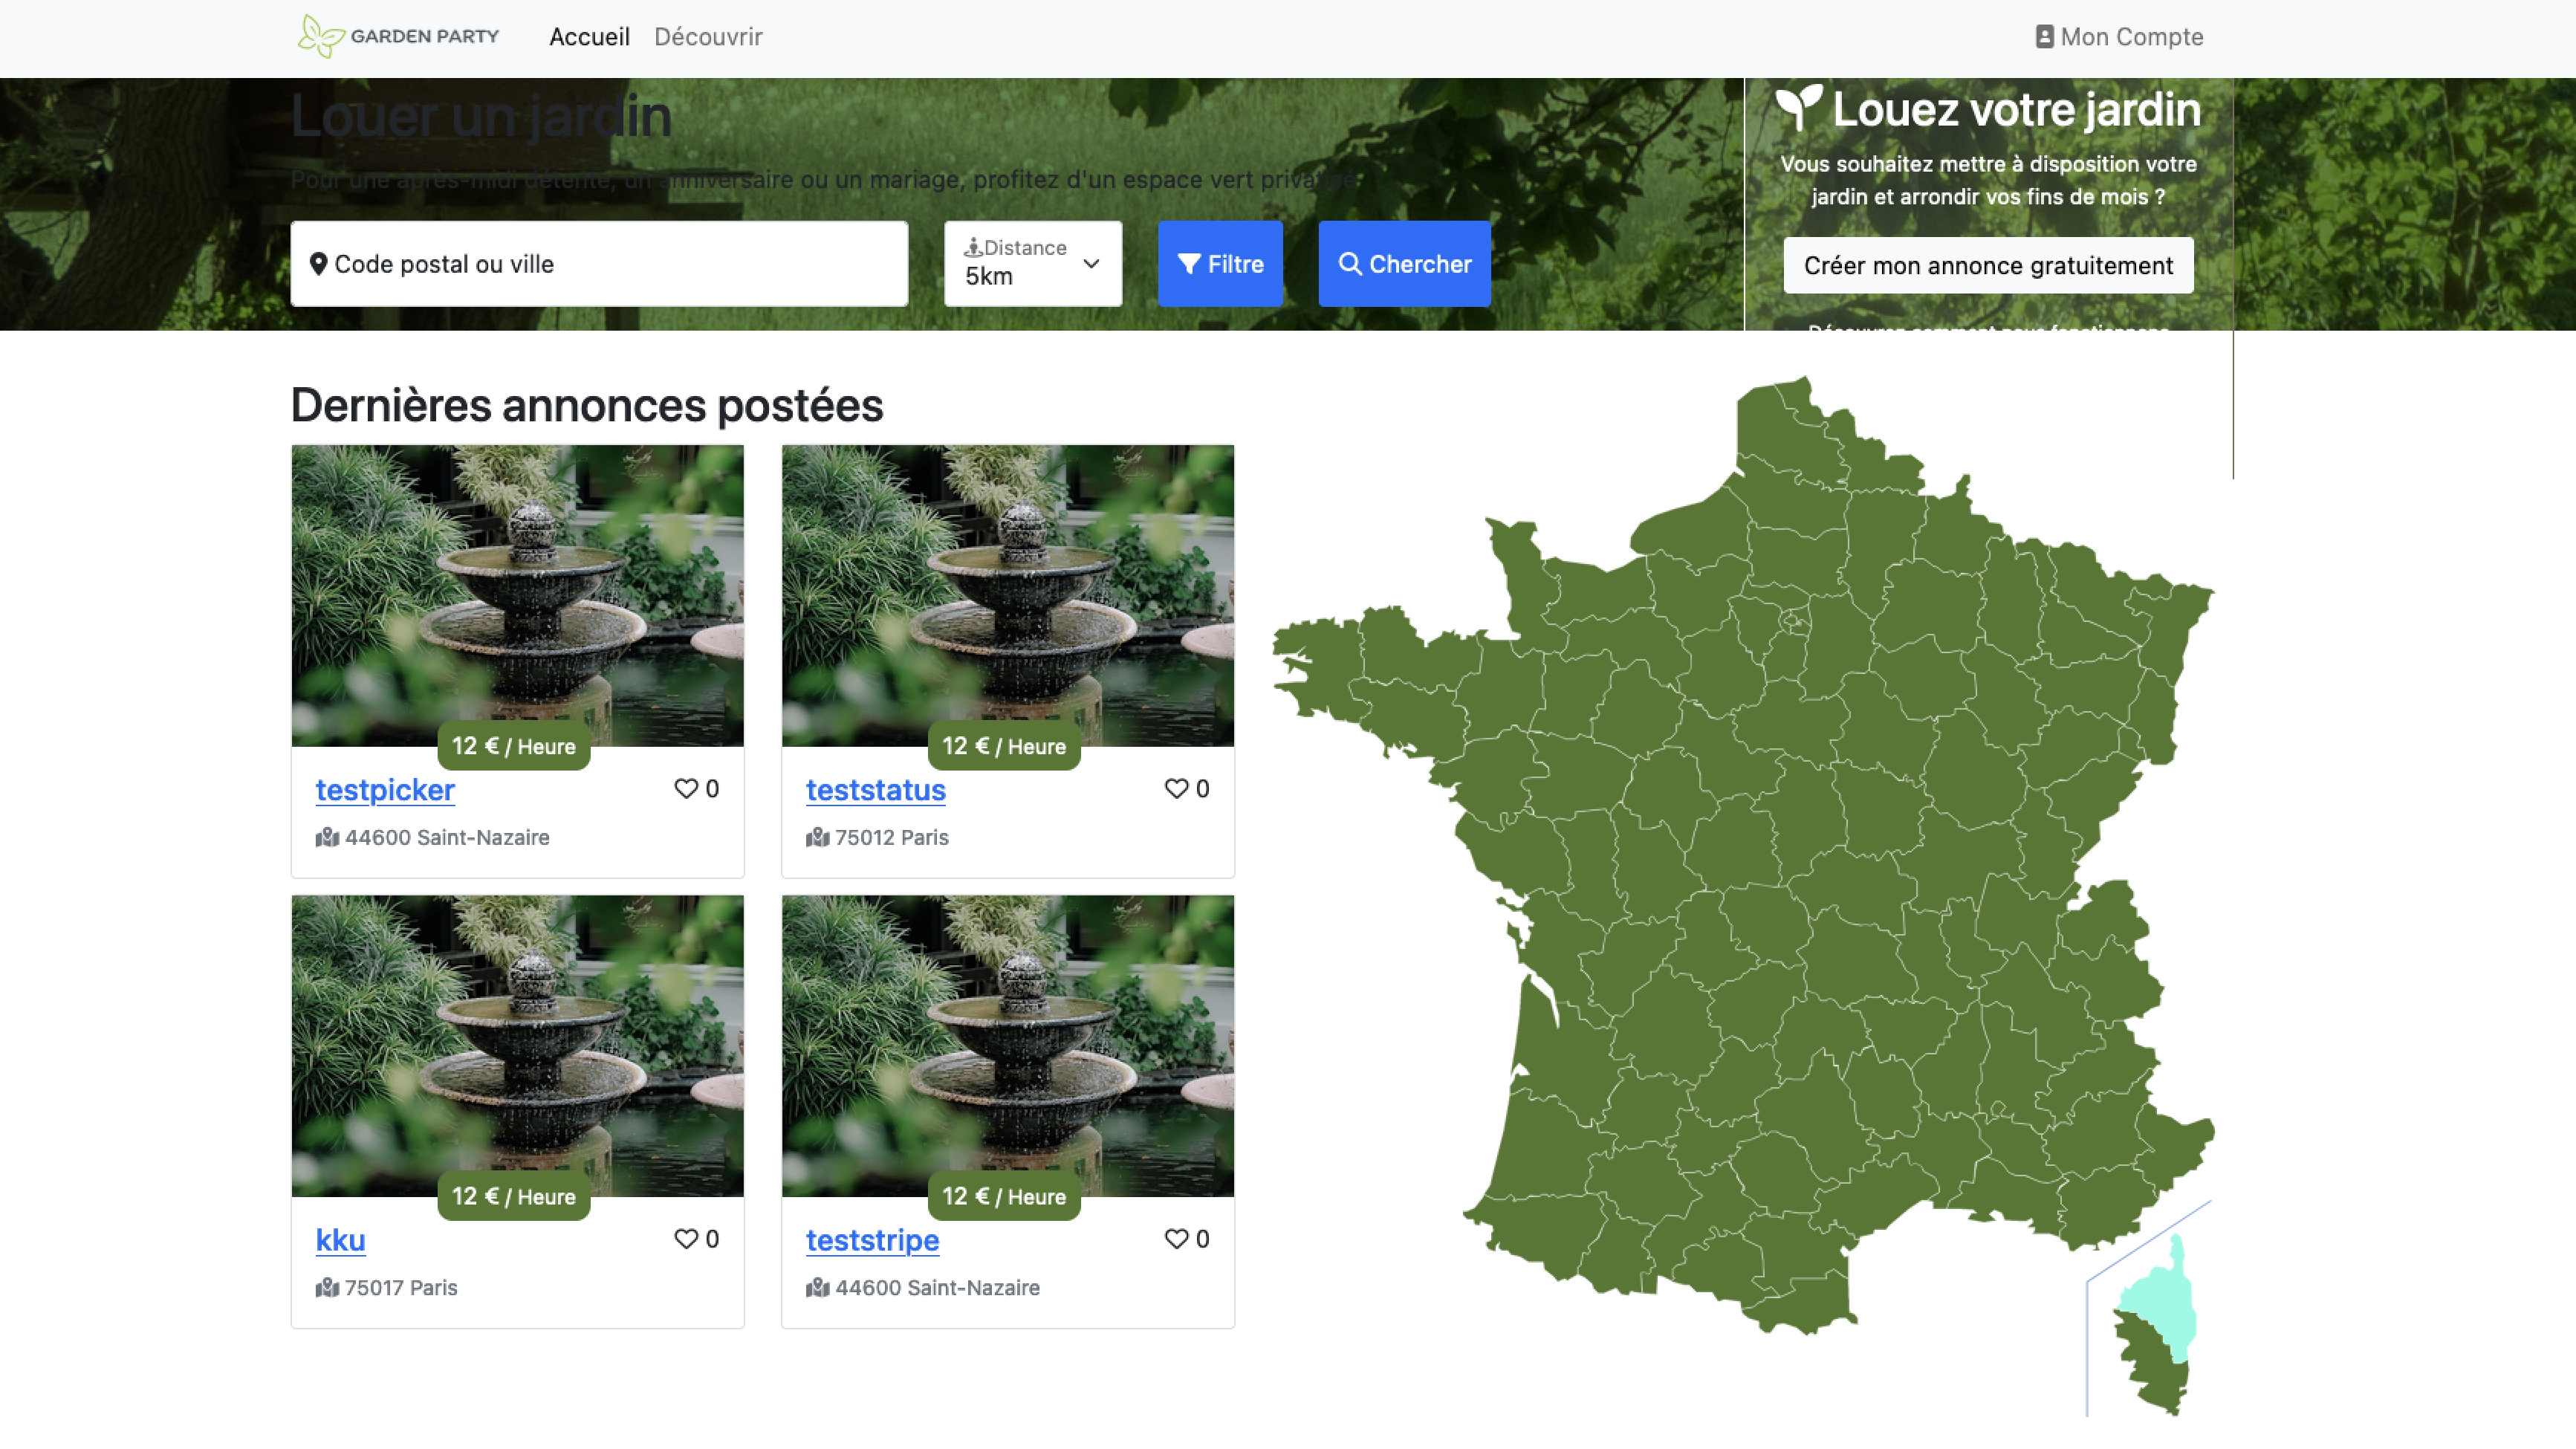 GARDEN PARTY
Accueil
Découvrir
Mon Compte
Louer un jardin
Pour une après-midi détente, un anniversaire ou un mariage, profitez d'un espace vert privatisé
Code postal ou ville
Distance
5km
Filtre
Chercher
Louez votre jardin
Vous souhaitez mettre à disposition votre
jardin et arrondir vos fins de mois ?
Créer mon annonce gratuitement
Découvrez comment nous fonctionnons
Dernières annonces postées
12 € / Heure
testpicker
0
44600 Saint-Nazaire
12 € / Heure
teststatus
0
75012 Paris
12 € / Heure
kku
0
75017 Paris
12 € / Heure
teststripe
0
44600 Saint-Nazaire